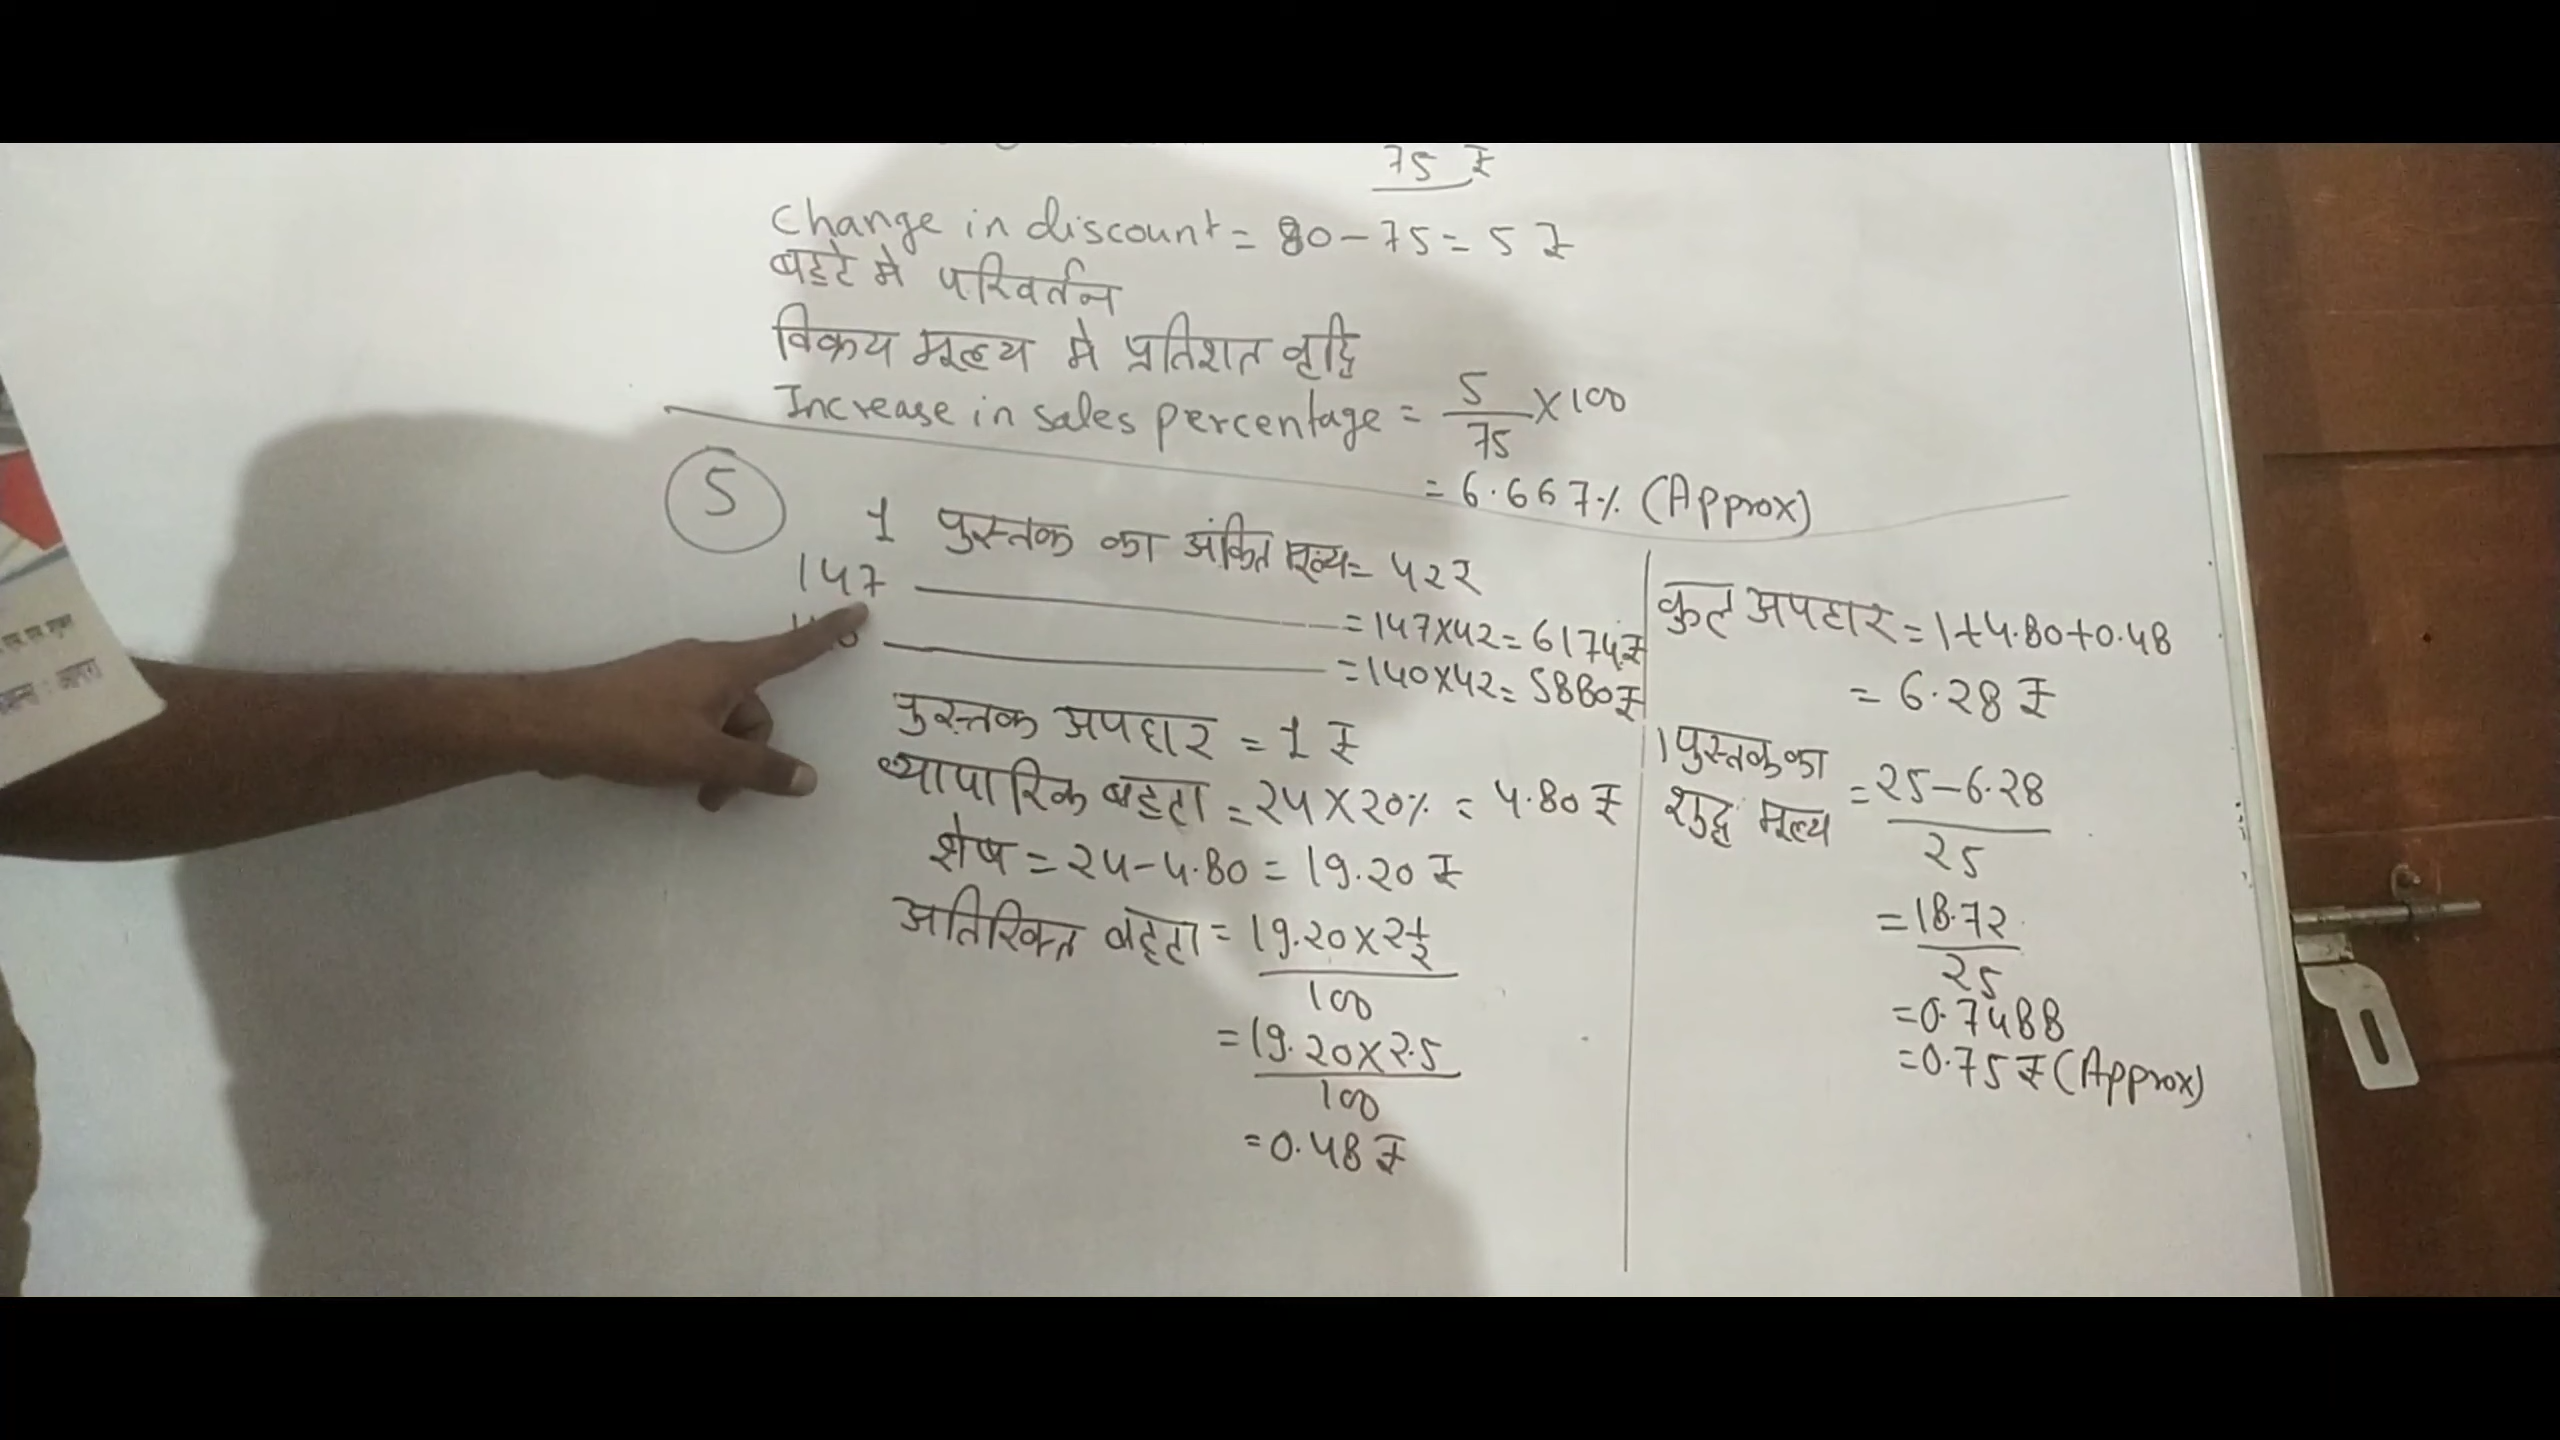 75 ₹
Change in discount = 80 - 75 = 5 ₹
बट्टे मे परिवर्तन
विक्रय मूल्य मे प्रतिशत वृद्धि
Increase in sales percentage = 5/75 × 100
= 6.667% (Approx)
5
1 पुस्तक का अंकित मूल्य = 42 ₹
147 = 147×42 = 6174 ₹
= 140×42 = 5880 ₹
पुस्तक अपहार = 1 ₹
व्यापारिक बट्टा = 24 × 20% = 4.80 ₹
शेष = 24 - 4.80 = 19.20 ₹
अतिरिक्त बट्टा = 19.20 × 2 1/2
100
= 19.20 × 2.5
100
= 0.48 ₹
कुल अपहार = 1+4.80+0.48
= 6.28 ₹
1 पुस्तक का
शुद्ध मूल्य = 25 - 6.28
25
= 18.72
25
= 0.7488
= 0.75 ₹ (Approx)